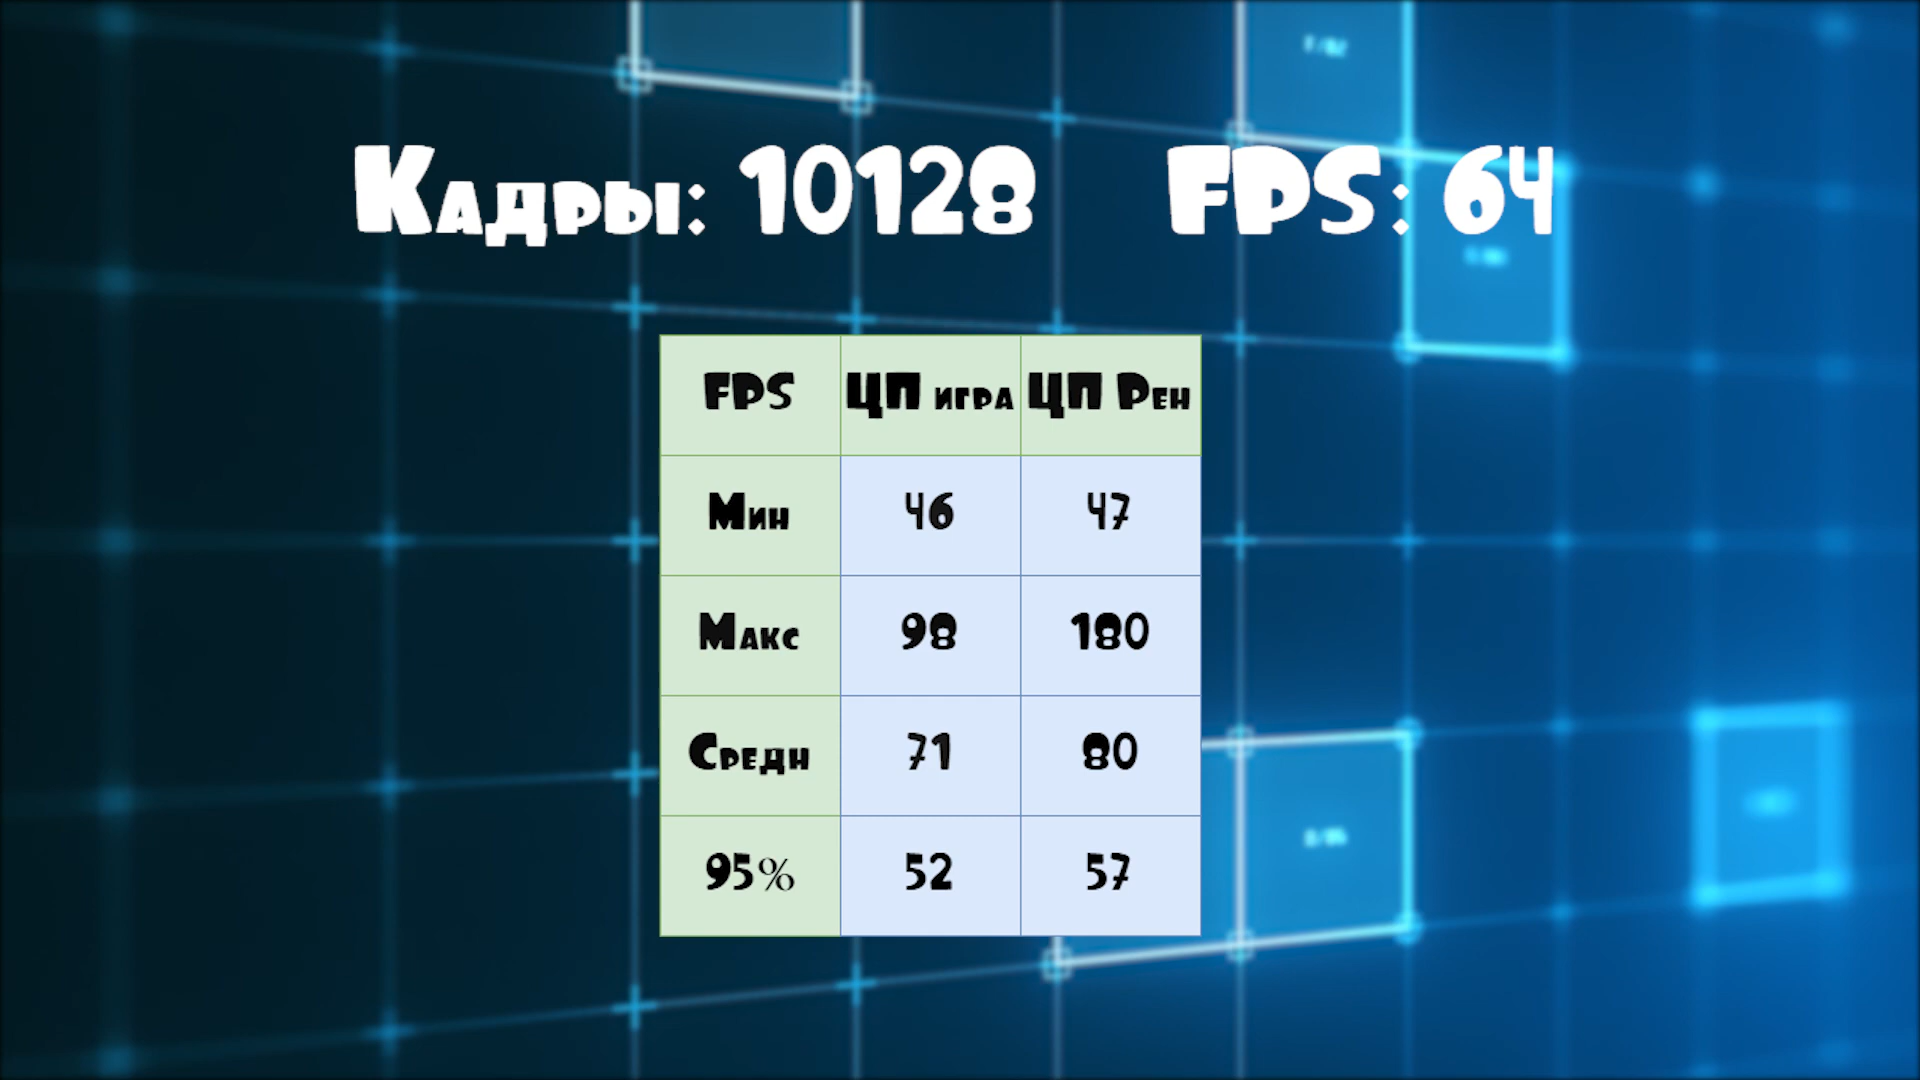 Кадры: 10128 FPS: 64
FPS ЦП игра ЦП Рен
Мин 46 47
Макс 98 180
Средн 71 80
95% 52 57